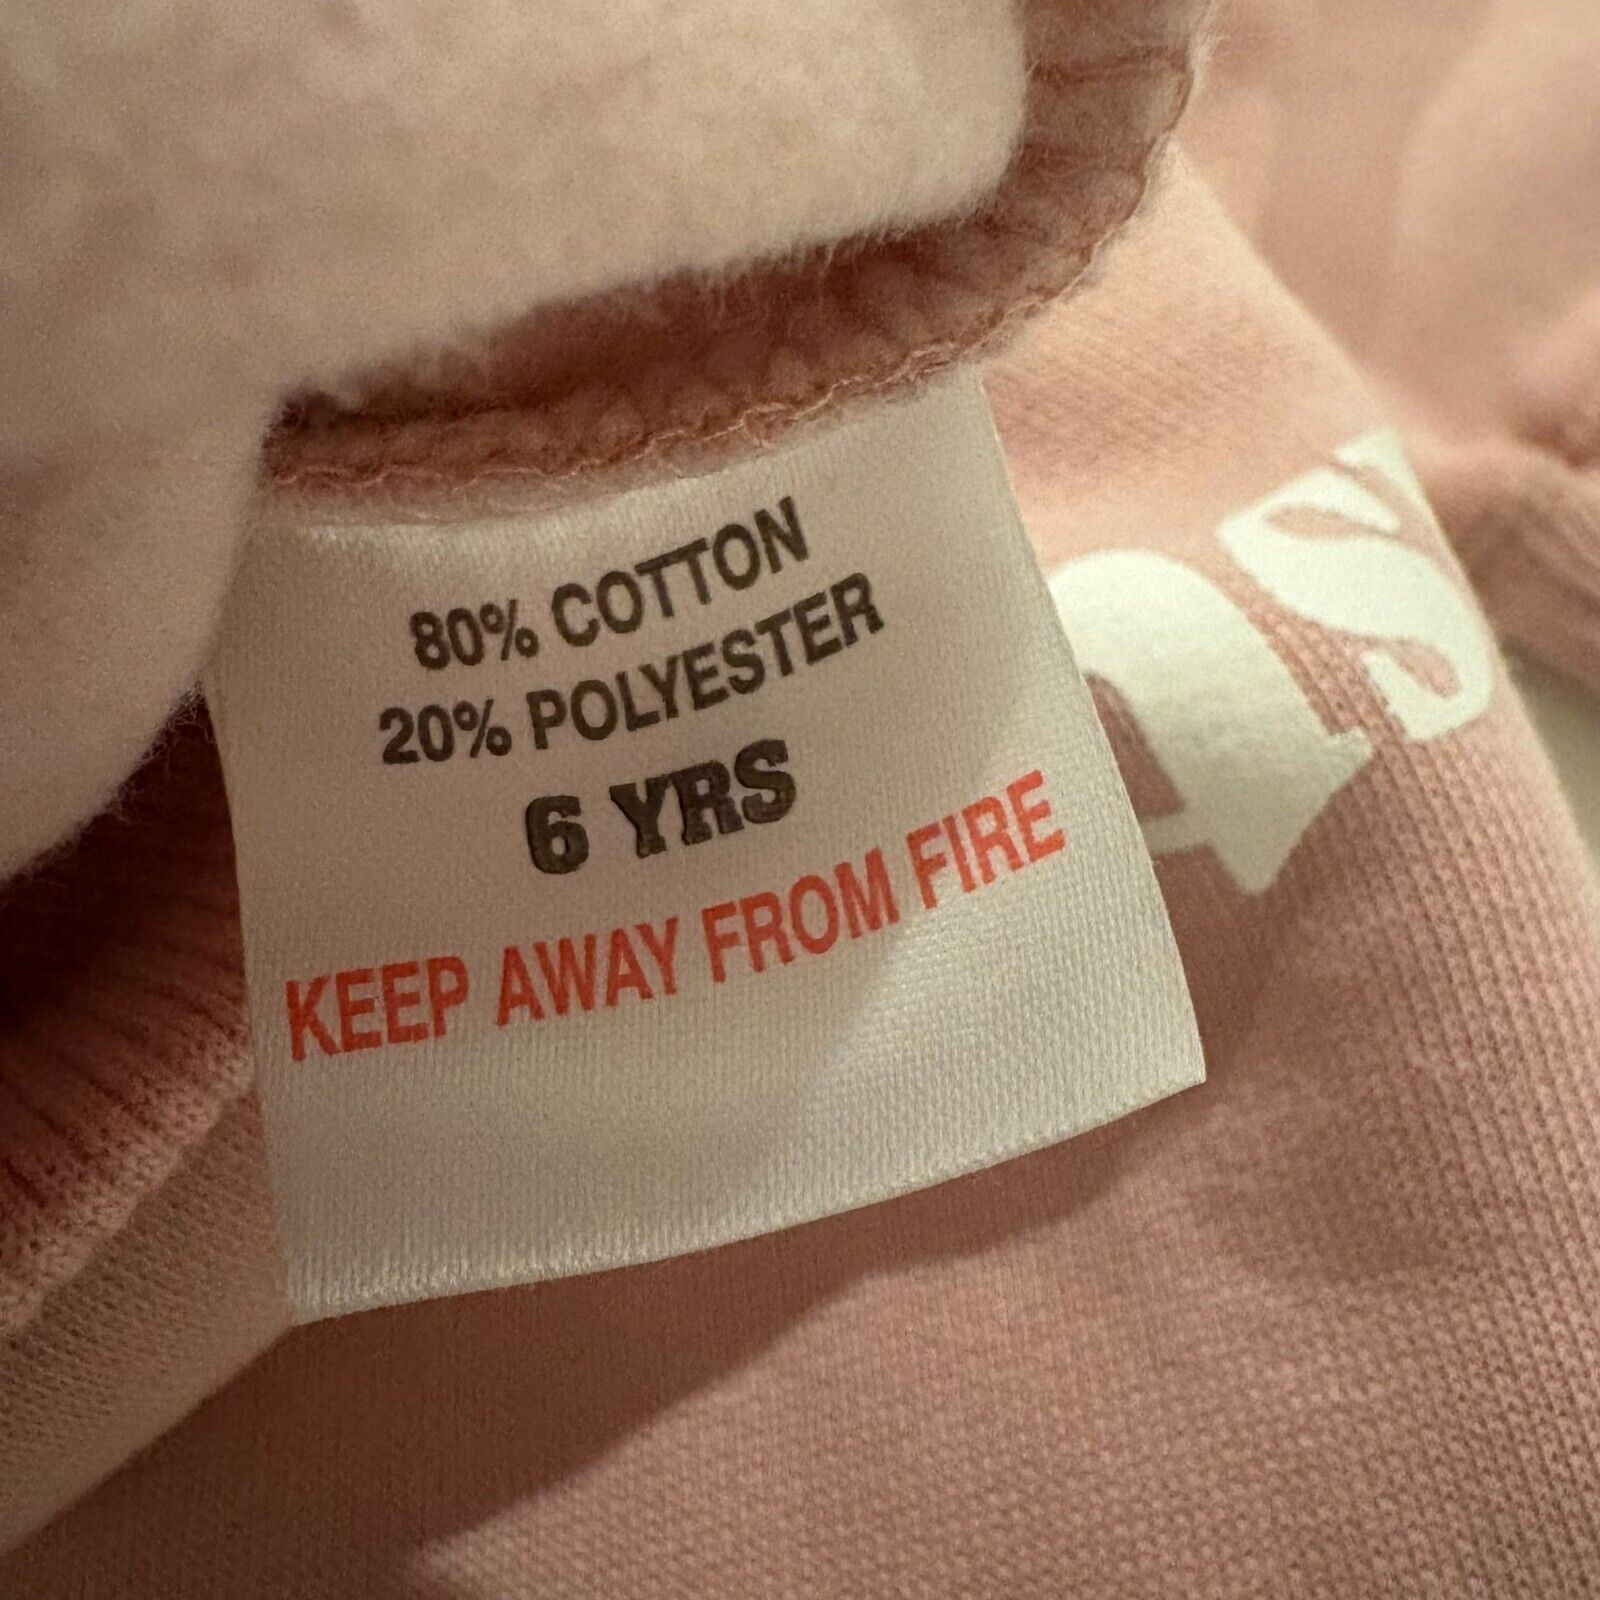 80% COTTON
20% POLYESTER
6 YRS
KEEP AWAY FROM FIRE